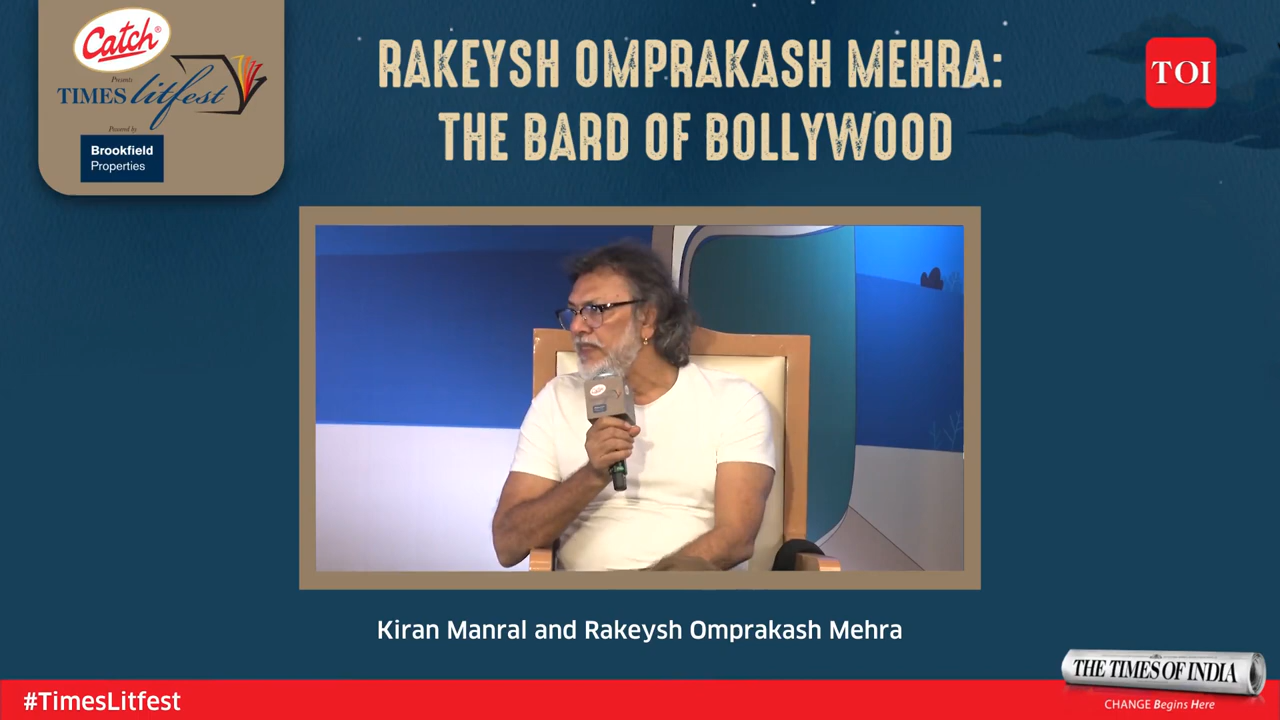 Catch®
Presents
TIMES litfest
Powered by
Brookfield
Properties
RAKEYSH OMPRAKASH MEHRA:
THE BARD OF BOLLYWOOD
TOI
Kiran Manral and Rakeysh Omprakash Mehra
THE TIMES OF INDIA
#TimesLitfest
CHANGE Begins Here